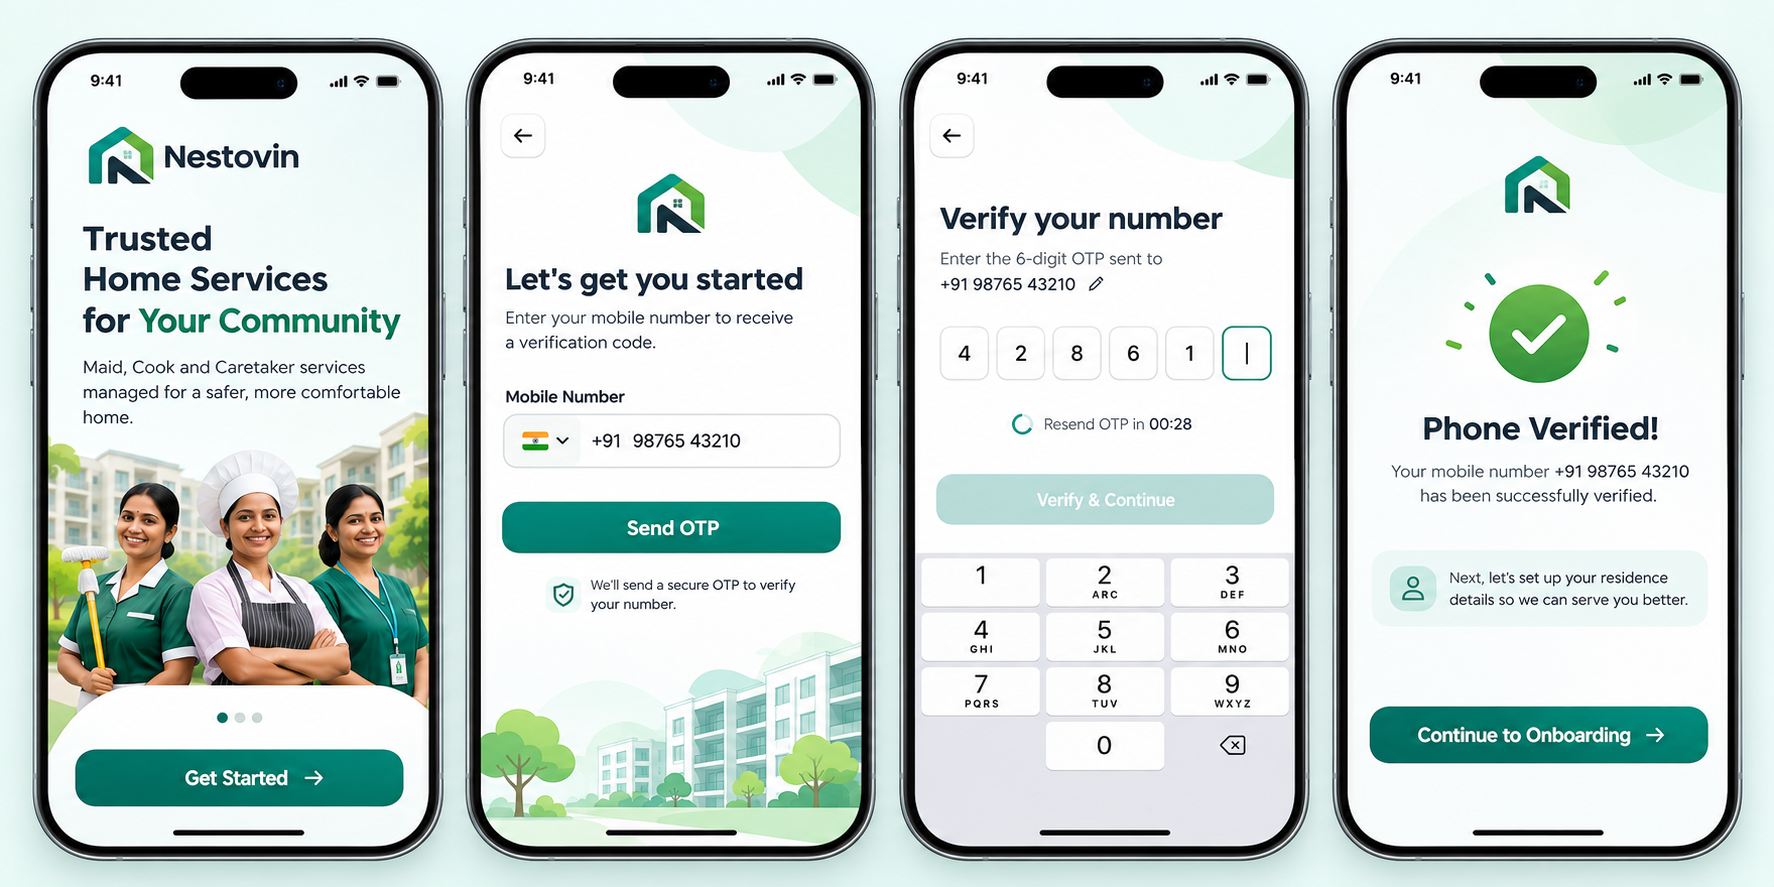 9:41
Nestovin
Trusted
Home Services
for Your Community
Maid, Cook and Caretaker services
managed for a safer, more comfortable
home.
Get Started
9:41
Let's get you started
Enter your mobile number to receive
a verification code.
Mobile Number
+91 98765 43210
Send OTP
We'll send a secure OTP to verify
your number.
9:41
Verify your number
Enter the 6-digit OTP sent to
+91 98765 43210
4 2 8 6 1
Resend OTP in 00:28
Verify & Continue
1 2 3
ARC DEF
4 5 6
GHI JKL MNO
7 8 9
PQRS TUV WXYZ
0
9:41
Phone Verified!
Your mobile number +91 98765 43210
has been successfully verified.
Next, let's set up your residence
details so we can serve you better.
Continue to Onboarding